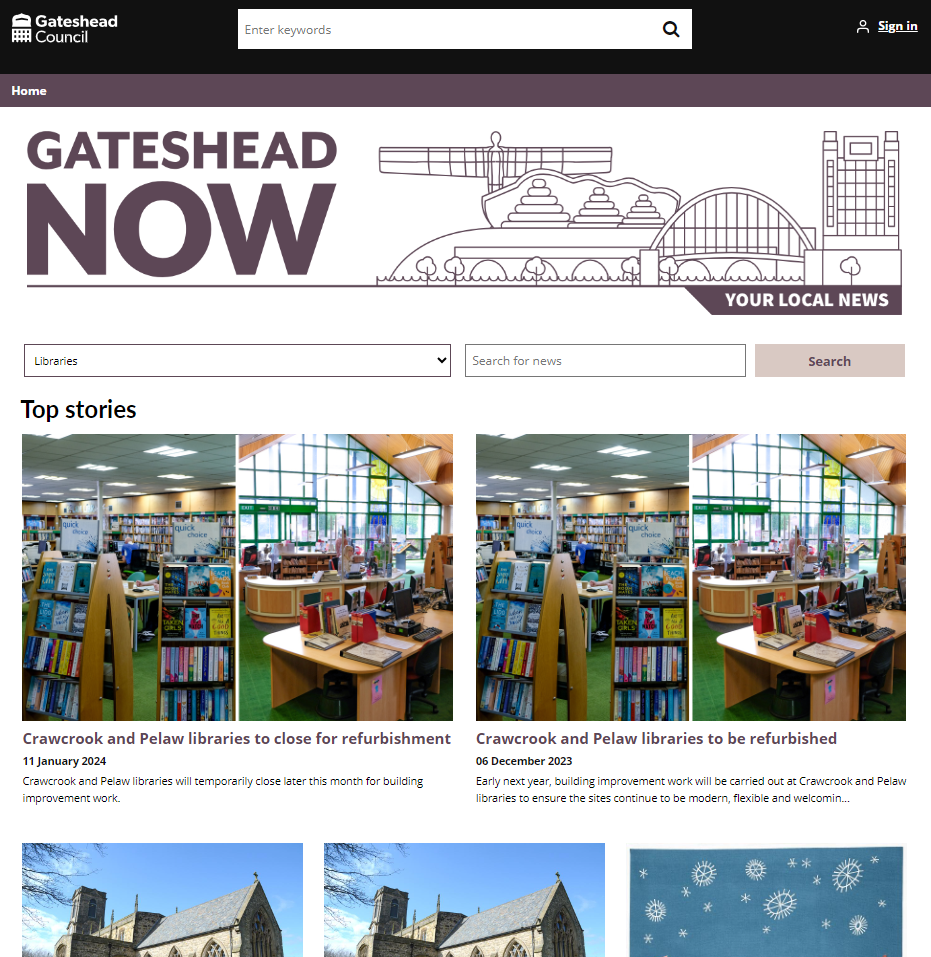 Gateshead
Council
Enter keywords
Sign in
Home
GATESHEAD
NOW
YOUR LOCAL NEWS
Libraries
Search for news
Search
Top stories
quick
choice
quick
choice
quick
choice
quick
choice
Crawcrook and Pelaw libraries to close for refurbishment
11 January 2024
Crawcrook and Pelaw libraries will temporarily close later this month for building
improvement work.
Crawcrook and Pelaw libraries to be refurbished
06 December 2023
Early next year, building improvement work will be carried out at Crawcrook and Pelaw
libraries to ensure the sites continue to be modern, flexible and welcomin...